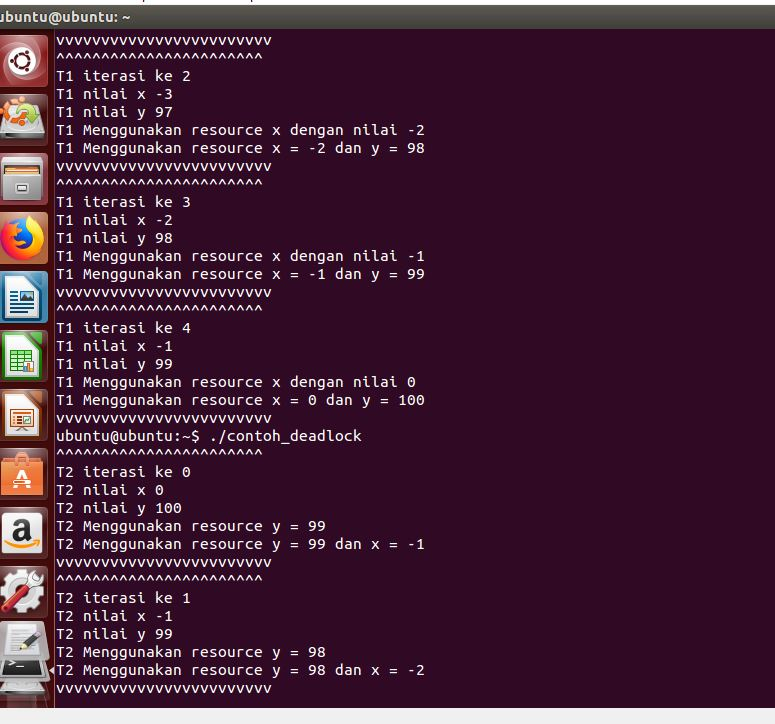 ubuntu@ubuntu: ~
vvvvvvvvvvvvvvvvvvvvvvvv
^^^^^^^^^^^^^^^^^^^^^^^
T1 iterasi ke 2
T1 nilai x -3
T1 nilai y 97
T1 Menggunakan resource x dengan nilai -2
T1 Menggunakan resource x = -2 dan y = 98
vvvvvvvvvvvvvvvvvvvvvvvv
^^^^^^^^^^^^^^^^^^^^^^^
T1 iterasi ke 3
T1 nilai x -2
T1 nilai y 98
T1 Menggunakan resource x dengan nilai -1
T1 Menggunakan resource x = -1 dan y = 99
vvvvvvvvvvvvvvvvvvvvvvvv
^^^^^^^^^^^^^^^^^^^^^^^
T1 iterasi ke 4
T1 nilai x -1
T1 nilai y 99
T1 Menggunakan resource x dengan nilai 0
T1 Menggunakan resource x = 0 dan y = 100
vvvvvvvvvvvvvvvvvvvvvvvv
ubuntu@ubuntu:~$ ./contoh_deadlock
^^^^^^^^^^^^^^^^^^^^^^^
T2 iterasi ke 0
T2 nilai x 0
T2 nilai y 100
T2 Menggunakan resource y = 99
T2 Menggunakan resource y = 99 dan x = -1
vvvvvvvvvvvvvvvvvvvvvvvv
^^^^^^^^^^^^^^^^^^^^^^^
T2 iterasi ke 1
T2 nilai x -1
T2 nilai y 99
T2 Menggunakan resource y = 98
T2 Menggunakan resource y = 98 dan x = -2
vvvvvvvvvvvvvvvvvvvvvvvv